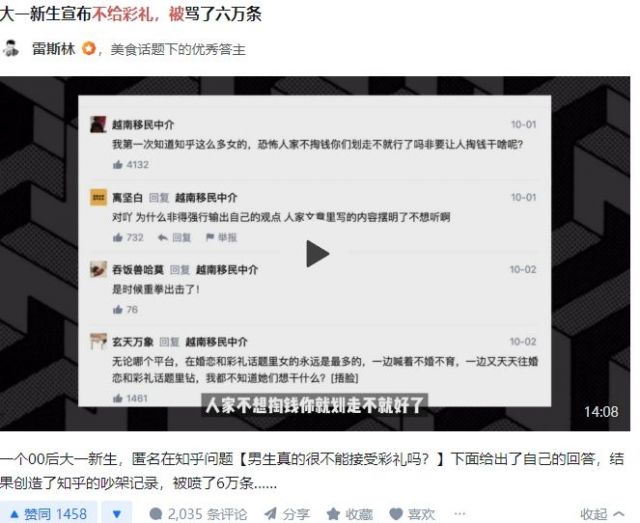 大一新生宣布不给彩礼，被骂了六万条
雷斯林，美食话题下的优秀答主
越南移民中介 10-01
我第一次知道知乎这么多女的，恐怖人家不掏钱你们划走不就行了吗非要让人掏钱干啥呢?
4132
离坚白 回复 越南移民中介 10-01
对吖 为什么非得强行输出自己的观点 人家文章里写的内容摆明了不想听啊
732 回复 举报
吞饭兽哈莫 回复 越南移民中介 10-02
是时候重拳出击了！
76
玄天万象 回复 越南移民中介 10-02
无论哪个平台，在婚恋和彩礼话题里女的永远是最多的，一边喊着不婚不育，一边又天天往婚
恋和彩礼话题里钻，我都不知道她们想干什么？[捂脸]
1461
人家不想掏钱你就划走不就好了
14:08
一个00后大一新生，匿名在知乎问题【男生真的很不能接受彩礼吗？】下面给出了自己的回答，结
果创造了知乎的吵架记录，被喷了6万条......
赞同 1458 2,035 条评论 分享 收藏 喜欢 ··· 收起